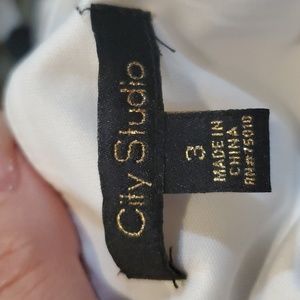 City Studio
3
MADE IN
CHINA
RN# 75010